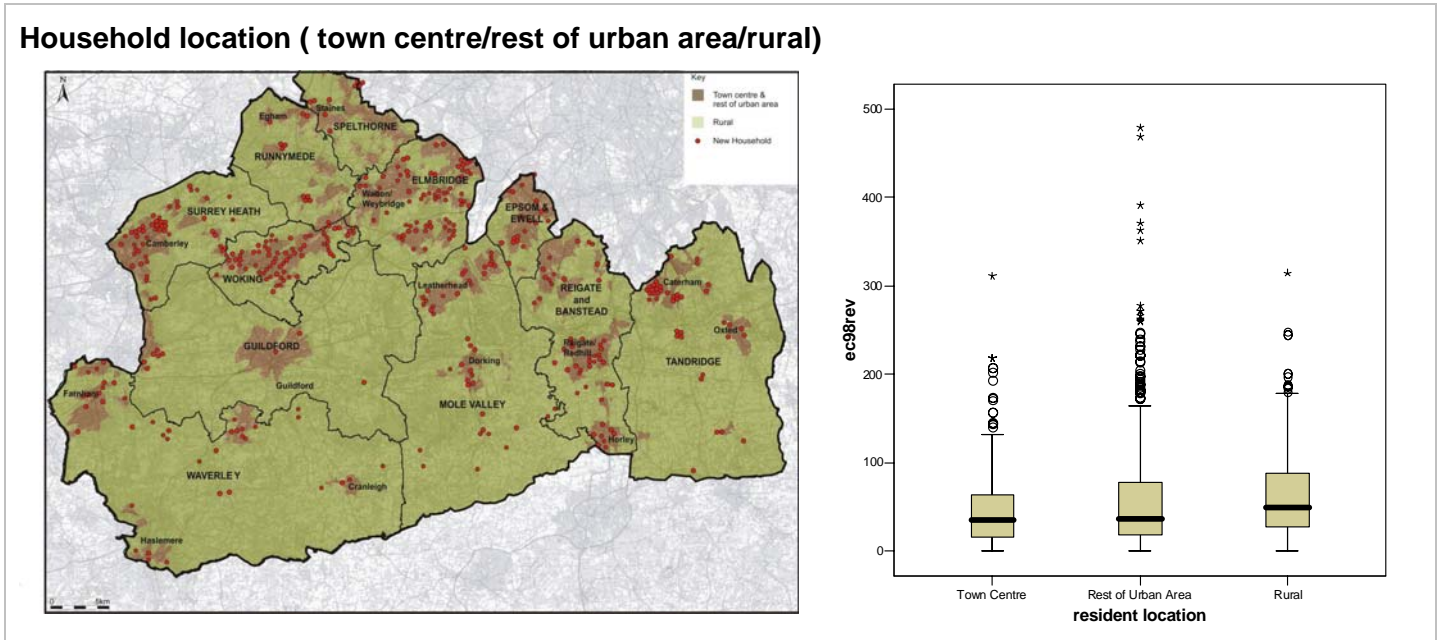 Household location ( town centre/rest of urban area/rural)
N
Key
Town centre &
rest of urban area
Rural
New Household
Staines
Egham
SPELTHORNE
RUNNYMEDE
ELMBRIDGE
Walton/
Weybridge
SURREY HEATH
EPSOM &
EWELL
Camberley
WOKING
Leatherhead
REIGATE
and
BANSTEAD
Caterham
Oxted
GUILDFORD
Reigate/
Redhill
TANDRIDGE
Dorking
Guildford
Farnham
MOLE VALLEY
Horley
WAVERLEY
Cranleigh
Haslemere
0 5km
500
400
300
200
100
0
ec98rev
Town Centre Rest of Urban Area Rural
resident location